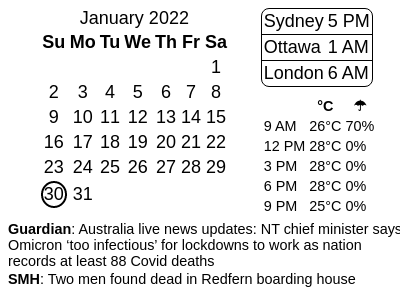 January 2022
Su Mo Tu We Th Fr Sa
1
2 3 4 5 6 7 8
9 10 11 12 13 14 15
16 17 18 19 20 21 22
23 24 25 26 27 28 29
30 31
Sydney 5 PM
Ottawa 1 AM
London 6 AM
°C ☂
9 AM 26°C 70%
12 PM 28°C 0%
3 PM 28°C 0%
6 PM 28°C 0%
9 PM 25°C 0%
Guardian: Australia live news updates: NT chief minister says
Omicron ‘too infectious’ for lockdowns to work as nation
records at least 88 Covid deaths
SMH: Two men found dead in Redfern boarding house